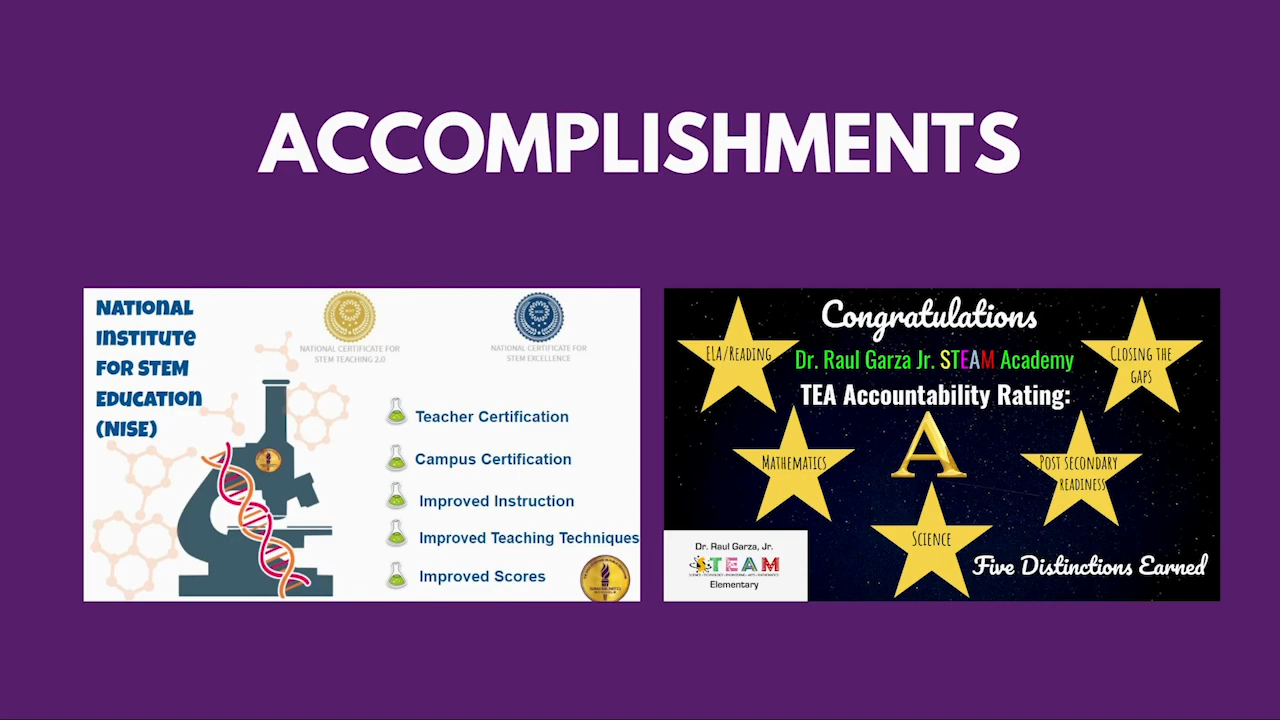 ACCOMPLISHMENTS
NATIONAL
INSTITUTE
FOR STEM
EDUCATION
(NISE)
NATIONAL CERTIFICATE FOR
STEM TEACHING 2.0
NATIONAL CERTIFICATE FOR
STEM EXCELLENCE
Teacher Certification
Campus Certification
Improved Instruction
Improved Teaching Techniques
Improved Scores
Congratulations
Dr. Raul Garza Jr. STEAM Academy
TEA Accountability Rating:
A
ELA/READING
CLOSING THE
GAPS
MATHEMATICS
POST SECONDARY
READINESS
SCIENCE
Five Distinctions Earned
Dr. Raul Garza, Jr.
STEAM
Elementary